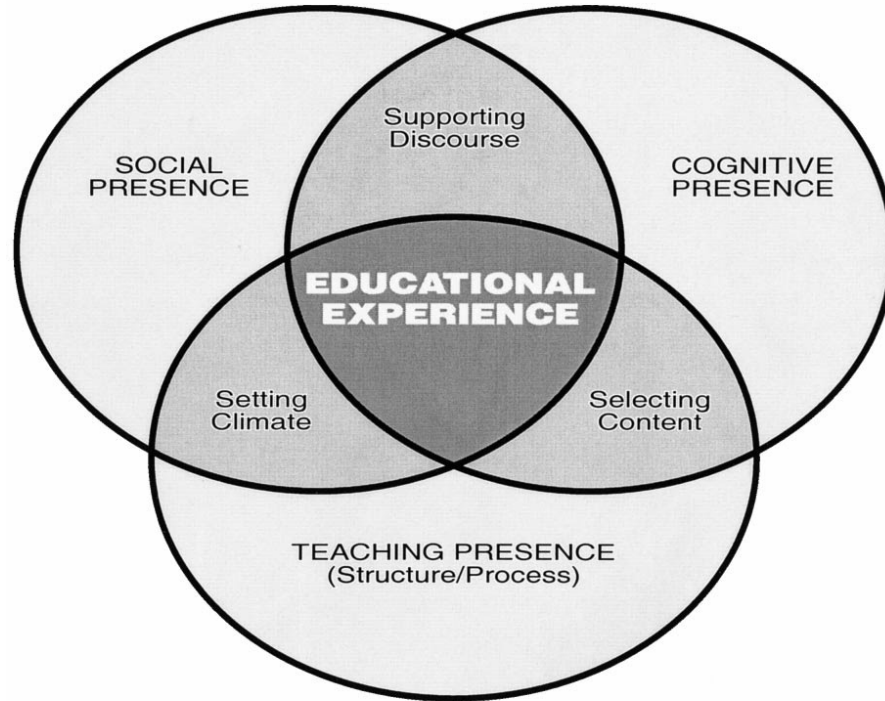 Supporting
Discourse
SOCIAL
PRESENCE
COGNITIVE
PRESENCE
EDUCATIONAL
EXPERIENCE
Setting
Climate
Selecting
Content
TEACHING PRESENCE
(Structure/Process)